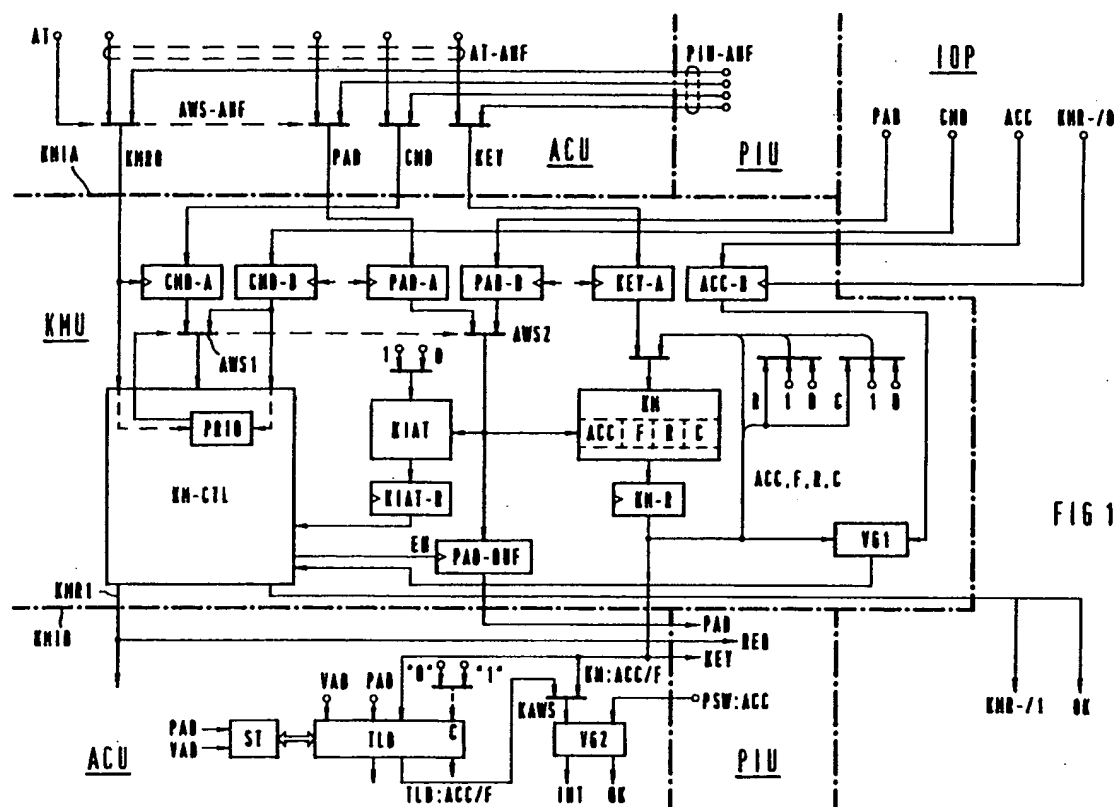 AT
AT-ANF
PIU-ANF
IOP
AWS-ANF
PAD
CMD
ACC
KMR-/0
KMIA
KMR0
PAD
CMD
KEY
ACU
PIU
CMD-A
CMD-B
PAD-A
PAD-B
KEY-A
ACC-B
KMU
AWS1
AWS2
1
0
R
1
0
C
1
0
PRIO
KIAT
KM
ACC
F
R
C
KM-CTL
KIAT-R
KM-R
ACC,F,R,C
FIG 1
EN
PAD-BUF
VG1
KMR1
KMIB
PAD
REQ
KEY
"0"
"1"
KM:ACC/F
VAD
PAD
KAWS
PSW:ACC
KMR-/1
OK
PAD
VAD
ST
TLB
C
VG2
ACU
PIU
TLB:ACC/F
INT
OK